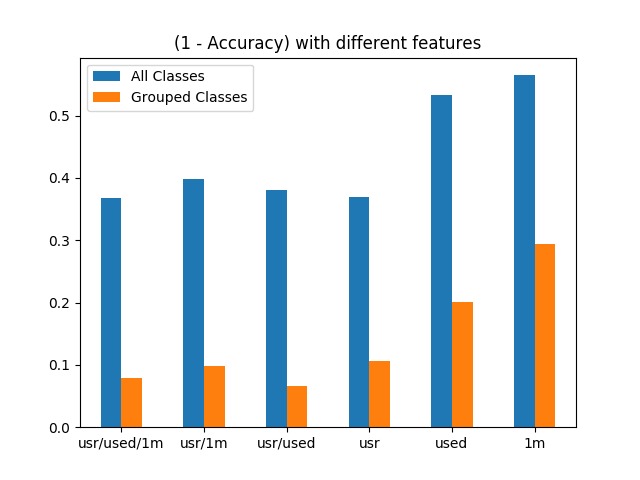 (1 - Accuracy) with different features
All Classes
Grouped Classes
0.5
0.4
0.3
0.2
0.1
0.0
usr/used/1m usr/1m usr/used usr used 1m